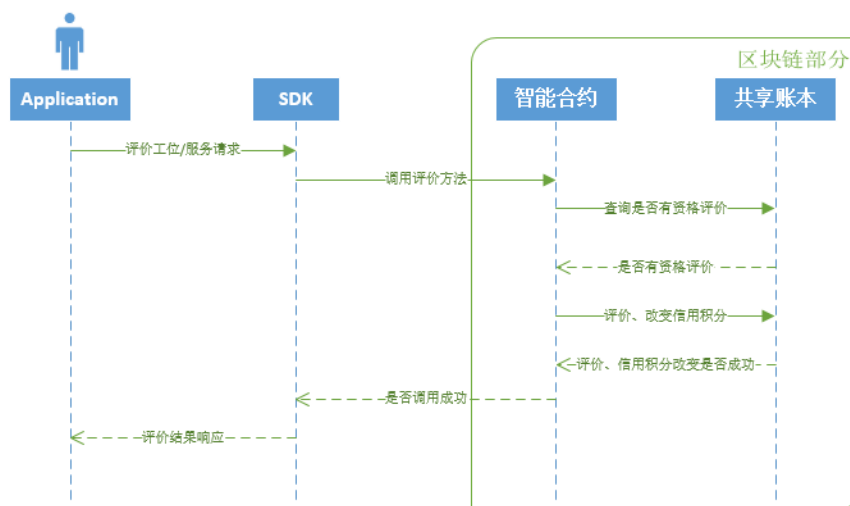 区块链部分
Application
SDK
智能合约
共享账本
评价工位/服务请求
调用评价方法
查询是否有资格评价
是否有资格评价
评价、改变信用积分
评价、信用积分改变是否成功
是否调用成功
评价结果响应